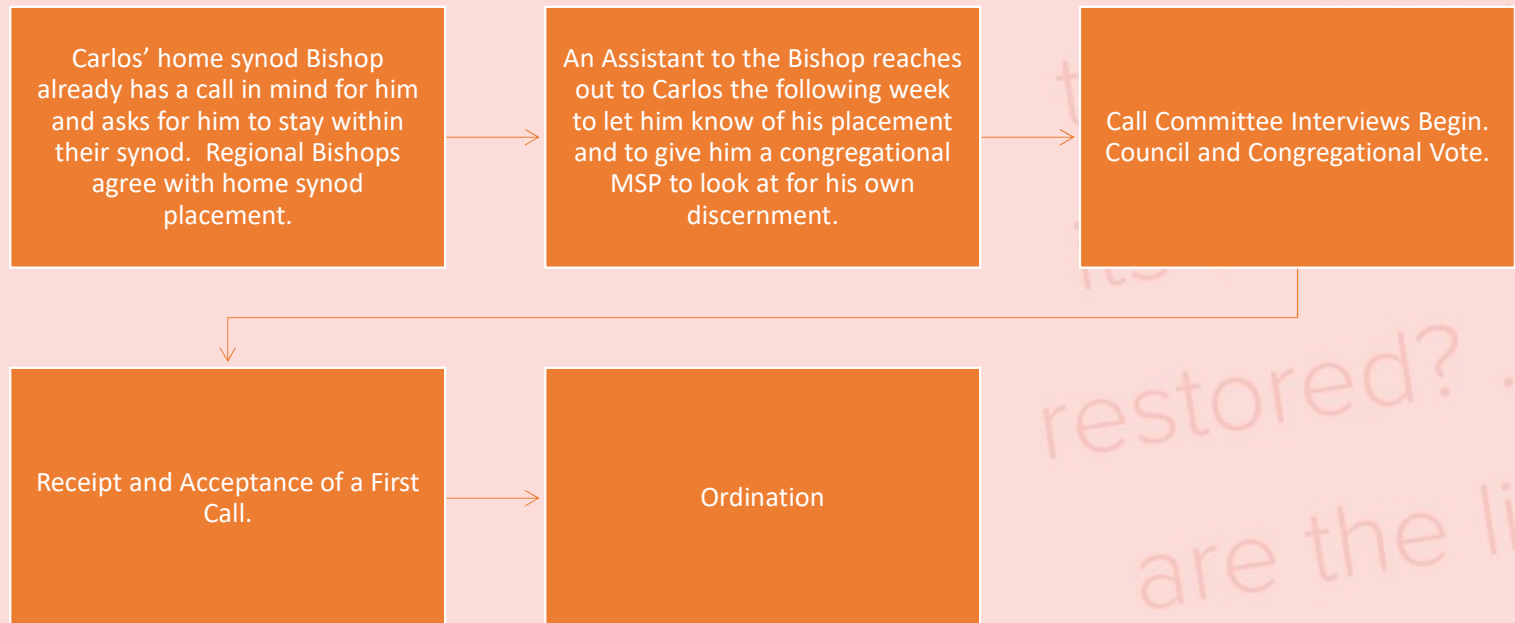 Carlos’ home synod Bishop
already has a call in mind for him
and asks for him to stay within
their synod.  Regional Bishops
agree with home synod
placement.
An Assistant to the Bishop reaches
out to Carlos the following week
to let him know of his placement
and to give him a congregational
MSP to look at for his own
discernment.
Call Committee Interviews Begin.
Council and Congregational Vote.
Receipt and Acceptance of a First
Call.
Ordination
restored? .
are the li